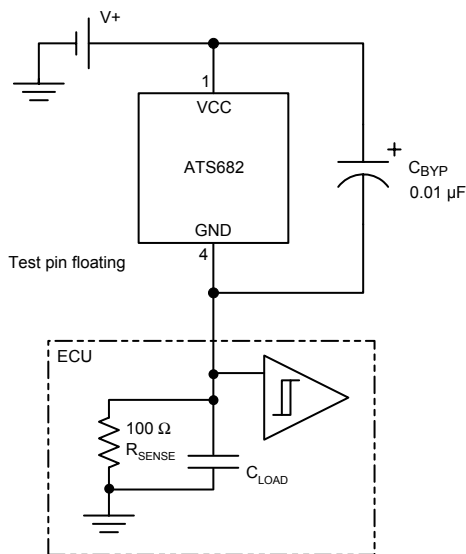 V+
1
VCC
ATS682
GND
4
+
CBYP
0.01 µF
Test pin floating
ECU
100 Ω
RSENSE
CLOAD